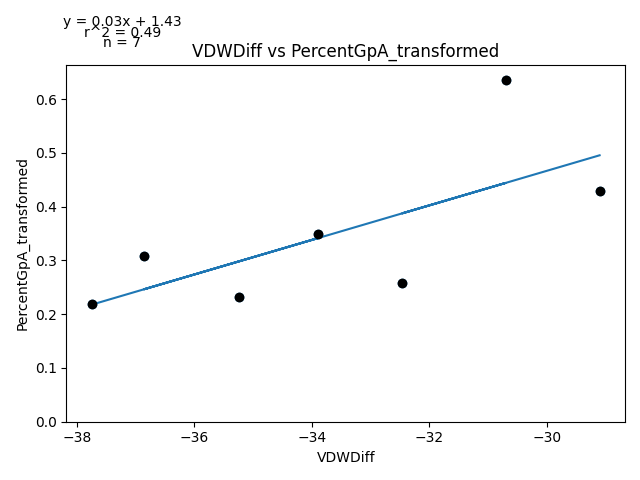 y = 0.03x + 1.43
r^2 = 0.49
n = 7
VDWDiff vs PercentGpA_transformed
PercentGpA_transformed
0.6
0.5
0.4
0.3
0.2
0.1
0.0
−38 −36 −34 −32 −30
VDWDiff